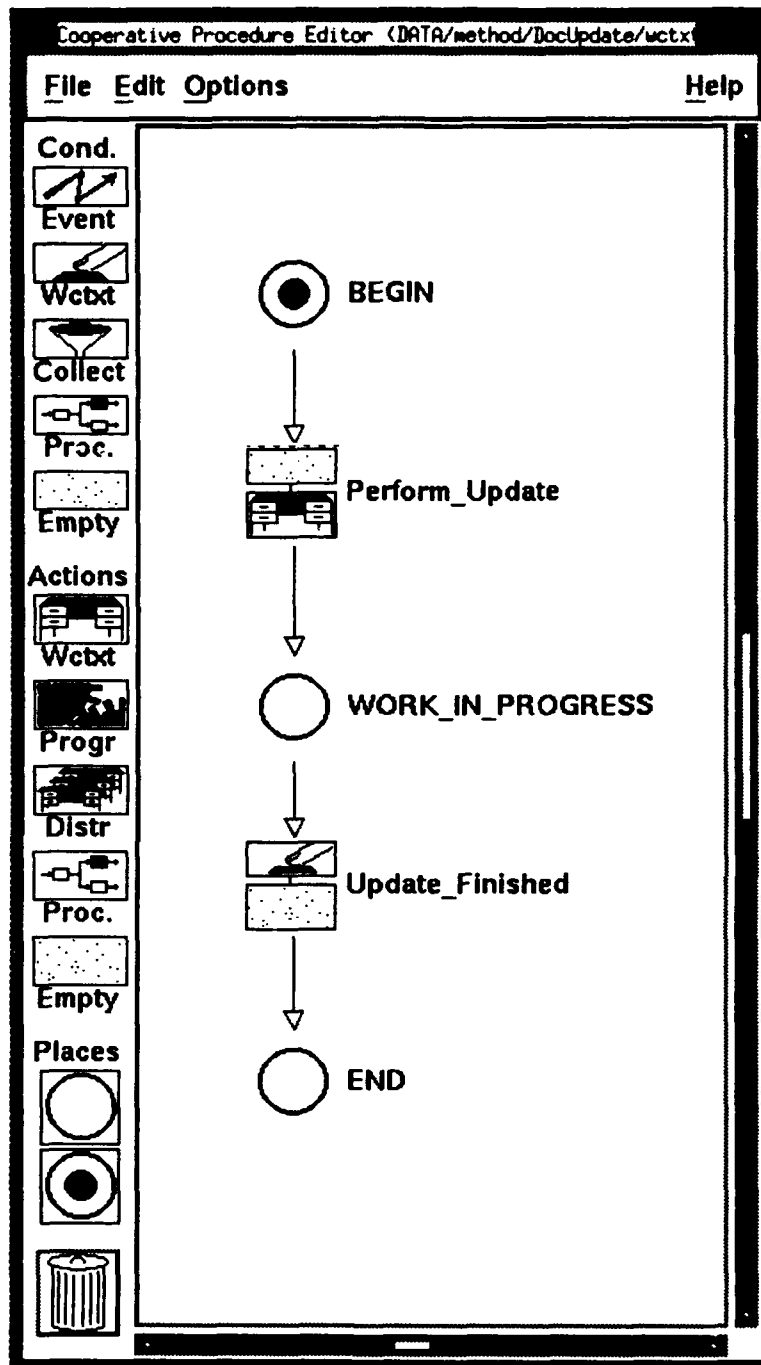 Cooperative Procedure Editor (DATA/method/DocUpdate/wctxt
File Edit Options Help
Cond.
Event
Wctxt
Collect
Proc.
Empty
Actions
Wctxt
Progr
Distr
Proc.
Empty
Places
BEGIN
Perform_Update
WORK_IN_PROGRESS
Update_Finished
END